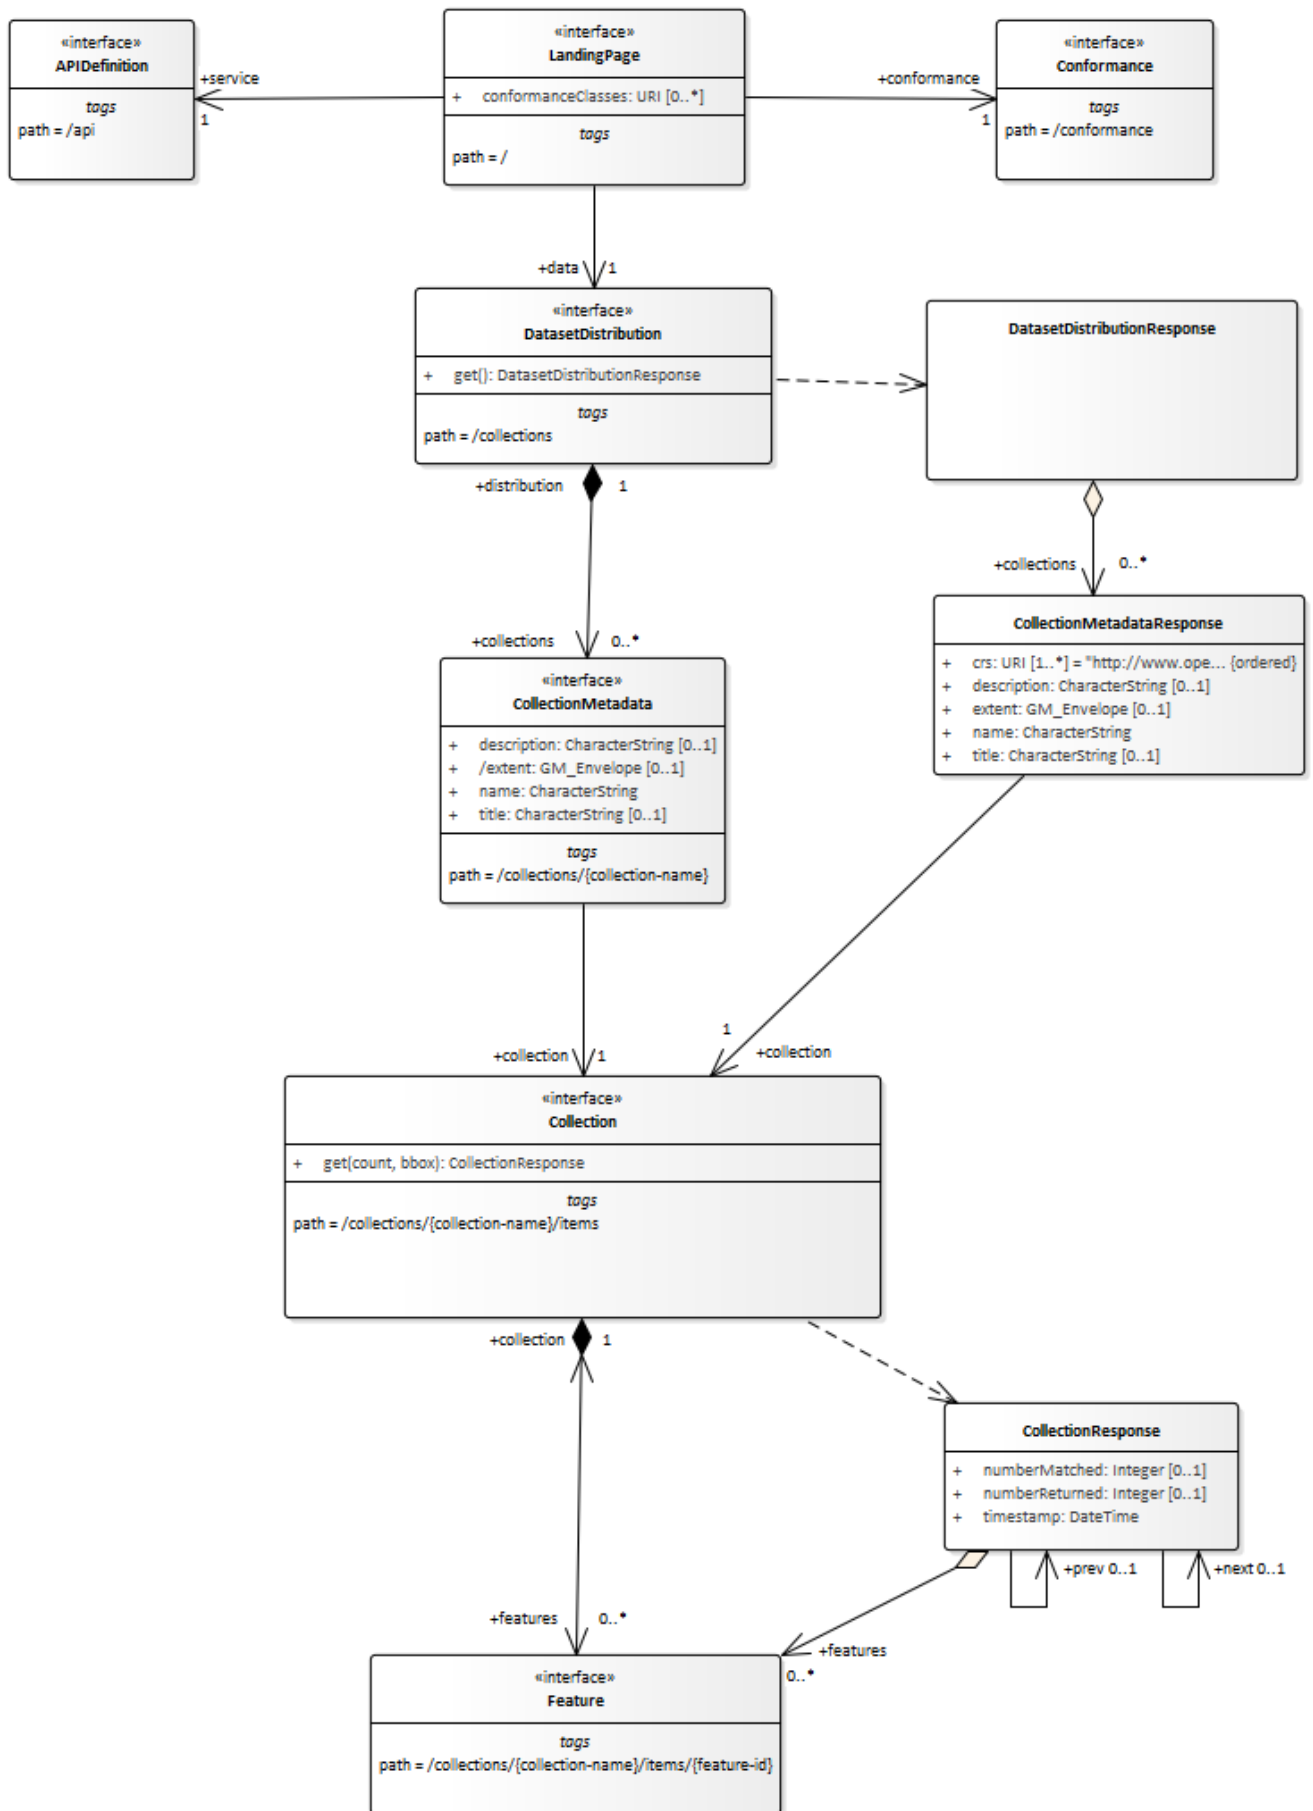 «interface»
APIDefinition
tags
path = /api
+service
1
«interface»
LandingPage
+ conformanceClasses: URI [0..*]
tags
path = /
+conformance
1
«interface»
Conformance
tags
path = /conformance
+data
1
«interface»
DatasetDistribution
+ get(): DatasetDistributionResponse
tags
path = /collections
DatasetDistributionResponse
+distribution
1
+collections
0..*
+collections
0..*
CollectionMetadataResponse
+ crs: URI [1..*] = "http://www.ope... {ordered}
+ description: CharacterString [0..1]
+ extent: GM_Envelope [0..1]
+ name: CharacterString
+ title: CharacterString [0..1]
«interface»
CollectionMetadata
+ description: CharacterString [0..1]
+ /extent: GM_Envelope [0..1]
+ name: CharacterString
+ title: CharacterString [0..1]
tags
path = /collections/{collection-name}
+collection
1
1
+collection
«interface»
Collection
+ get(count, bbox): CollectionResponse
tags
path = /collections/{collection-name}/items
+collection
1
CollectionResponse
+ numberMatched: Integer [0..1]
+ numberReturned: Integer [0..1]
+ timestamp: DateTime
+prev 0..1
+next 0..1
+features
0..*
+features
0..*
«interface»
Feature
tags
path = /collections/{collection-name}/items/{feature-id}